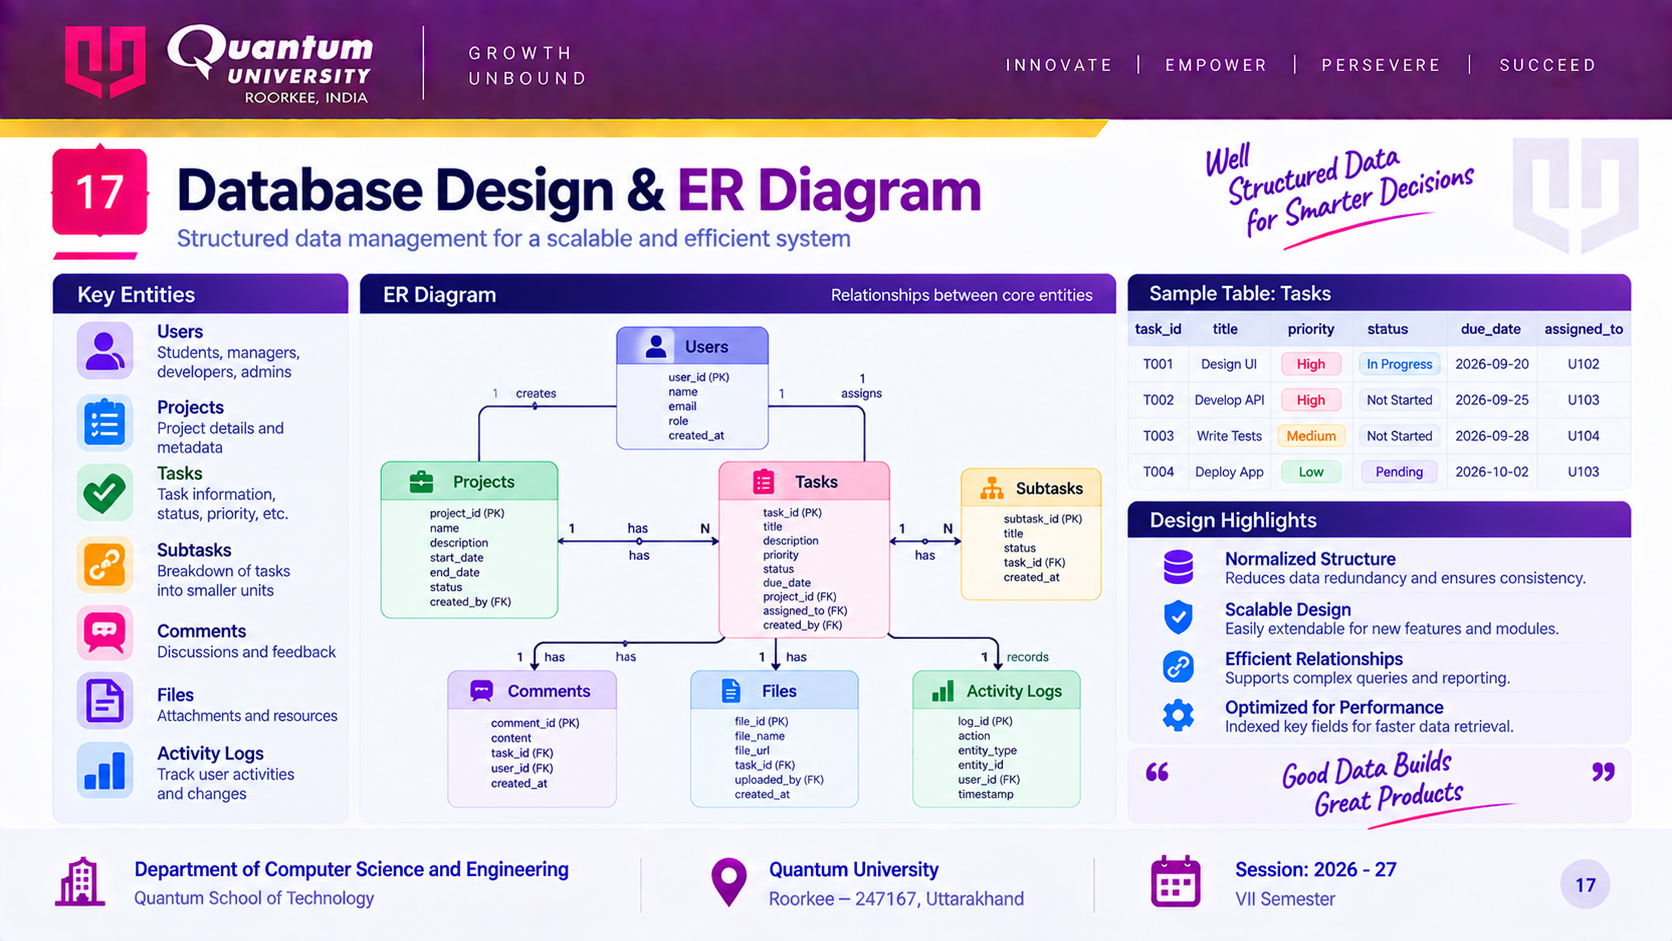 Quantum
UNIVERSITY
ROORKEE, INDIA
GROWTH
UNBOUND
INNOVATE | EMPOWER | PERSEVERE | SUCCEED
17
Database Design & ER Diagram
Structured data management for a scalable and efficient system
Well
Structured Data
for Smarter Decisions
Key Entities
Users
Students, managers,
developers, admins
Projects
Project details and
metadata
Tasks
Task information,
status, priority, etc.
Subtasks
Breakdown of tasks
into smaller units
Comments
Discussions and feedback
Files
Attachments and resources
Activity Logs
Track user activities
and changes
ER Diagram
Relationships between core entities
Users
user_id (PK)
name
email
role
created_at
1 creates
1
1
assigns
Projects
project_id (PK)
name
description
start_date
end_date
status
created_by (FK)
1 has N
has
Tasks
task_id (PK)
title
description
priority
status
due_date
project_id (FK)
assigned_to (FK)
created_by (FK)
1 N
has
Subtasks
subtask_id (PK)
title
status
task_id (FK)
created_at
1 has
has
1 has
1 records
Comments
comment_id (PK)
content
task_id (FK)
user_id (FK)
created_at
Files
file_id (PK)
file_name
file_url
task_id (FK)
uploaded_by (FK)
created_at
Activity Logs
log_id (PK)
action
entity_type
entity_id
user_id (FK)
timestamp
Sample Table: Tasks
task_id title priority status due_date assigned_to
T001 Design UI High In Progress 2026-09-20 U102
T002 Develop API High Not Started 2026-09-25 U103
T003 Write Tests Medium Not Started 2026-09-28 U104
T004 Deploy App Low Pending 2026-10-02 U103
Design Highlights
Normalized Structure
Reduces data redundancy and ensures consistency.
Scalable Design
Easily extendable for new features and modules.
Efficient Relationships
Supports complex queries and reporting.
Optimized for Performance
Indexed key fields for faster data retrieval.
“ Good Data Builds ”
Great Products
Department of Computer Science and Engineering
Quantum School of Technology
Quantum University
Roorkee – 247167, Uttarakhand
Session: 2026 - 27
VII Semester
17